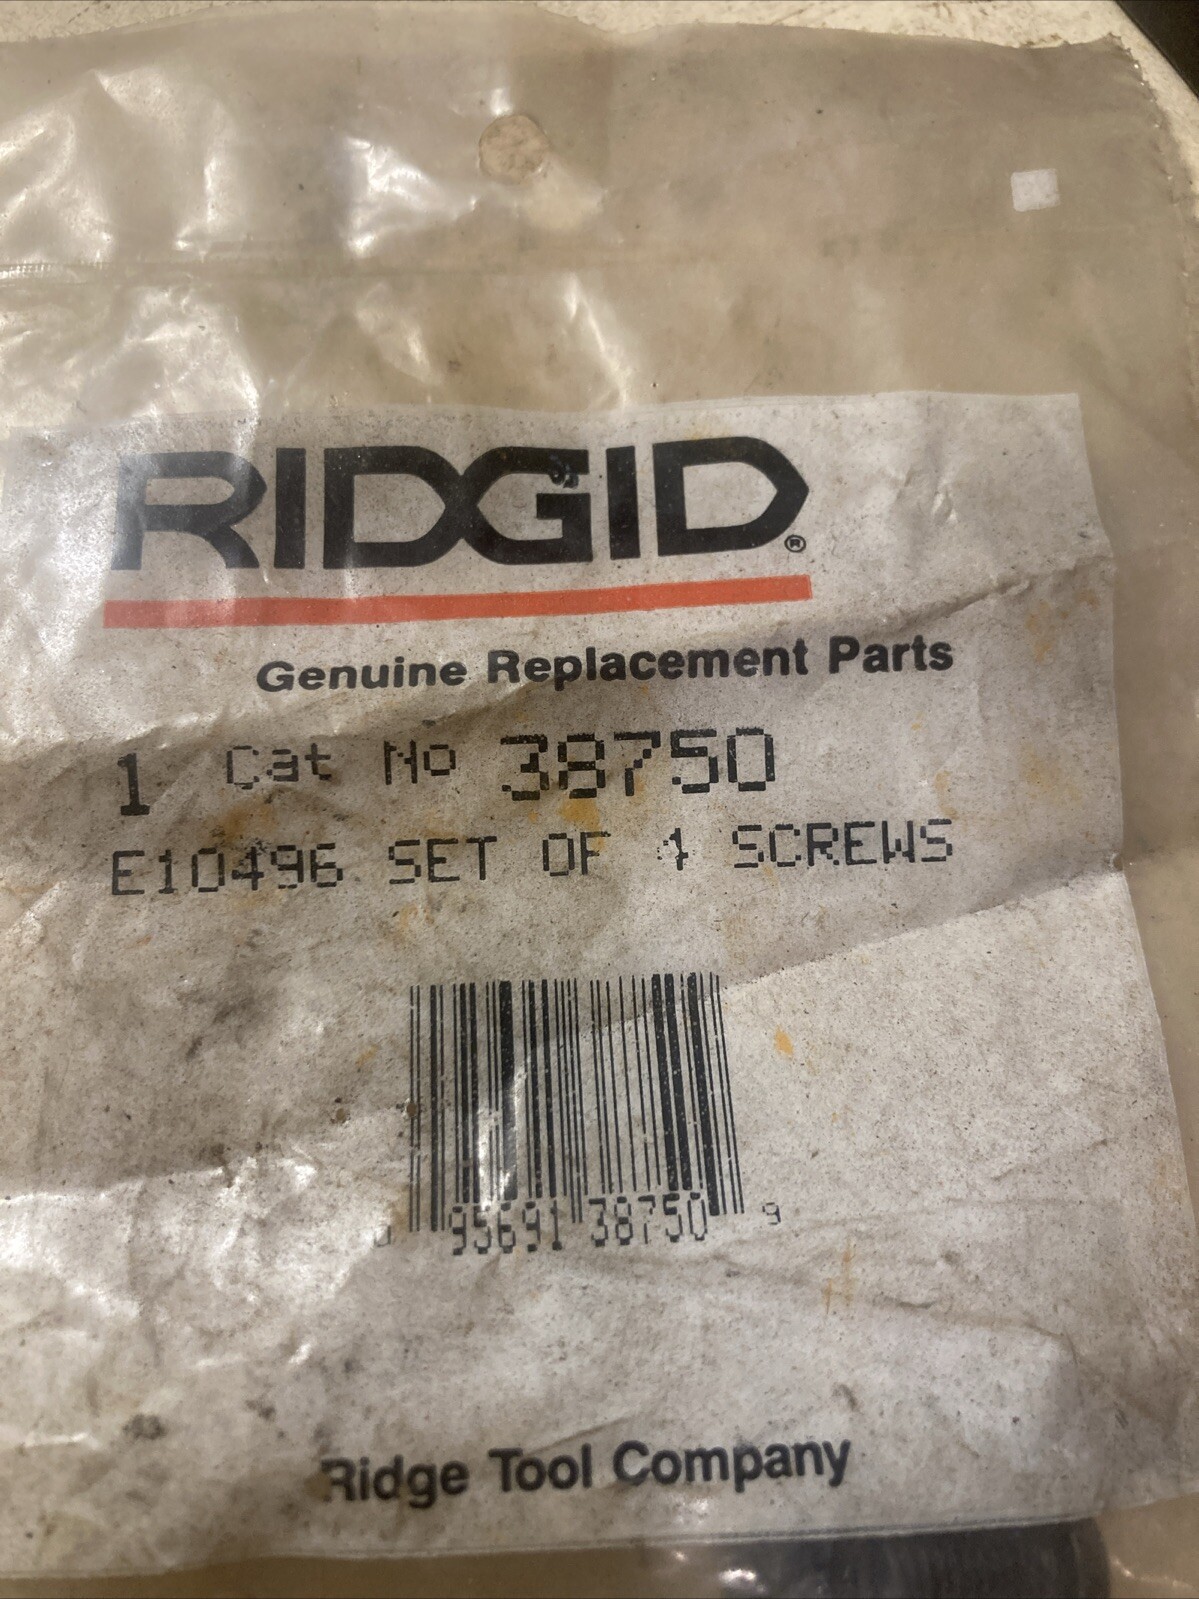 RIDGID®
Genuine Replacement Parts
1 Cat No 38750
E10496 SET OF 4 SCREWS
0 95691 38750 9
Ridge Tool Company